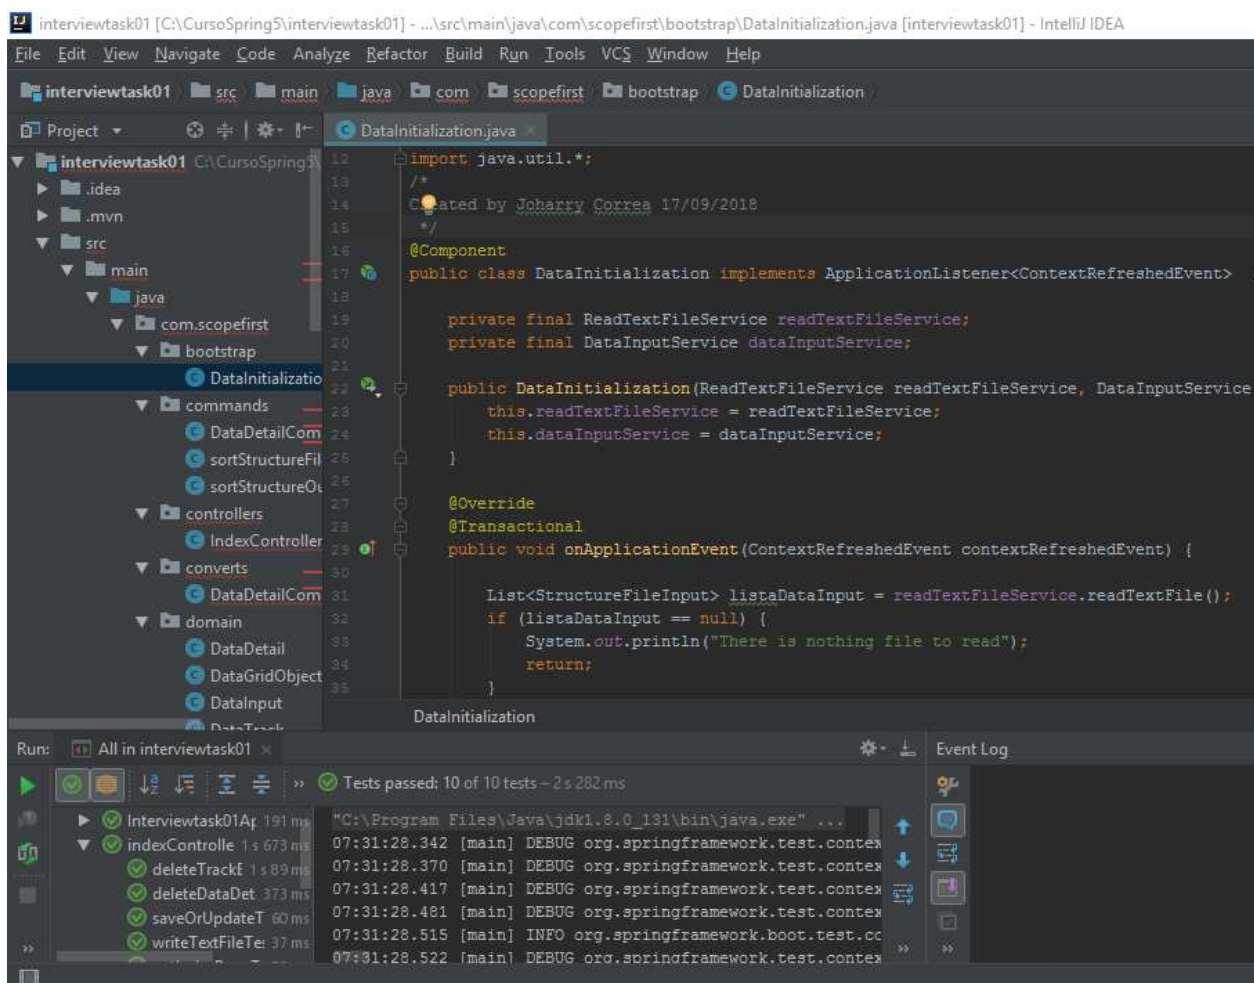 interviewtask01 [C:\CursoSpring5\interviewtask01] - ...\src\main\java\com\scopefirst\bootstrap\DataInitialization.java [interviewtask01] - IntelliJ IDEA
File Edit View Navigate Code Analyze Refactor Build Run Tools VCS Window Help
interviewtask01 src main java com scopefirst bootstrap DataInitialization
Project
DataInitialization.java
interviewtask01 C:\CursoSpring5\
.idea
.mvn
src
main
java
com.scopefirst
bootstrap
DataInitializatio
commands
DataDetailCom
sortStructureFil
sortStructureOu
controllers
IndexController
converts
DataDetailCom
domain
DataDetail
DataGridObject
DataInput
DataTrack
12 import java.util.*;
13 /*
14 Created by Joharry Correa 17/09/2018
15 */
16 @Component
17 public class DataInitialization implements ApplicationListener<ContextRefreshedEvent>
18
19 private final ReadTextFileService readTextFileService;
20 private final DataInputService dataInputService;
21
22 public DataInitialization(ReadTextFileService readTextFileService, DataInputService
23 this.readTextFileService = readTextFileService;
24 this.dataInputService = dataInputService;
25 }
26
27 @Override
28 @Transactional
29 public void onApplicationEvent(ContextRefreshedEvent contextRefreshedEvent) {
30
31 List<StructureFileInput> listaDataInput = readTextFileService.readTextFile();
32 if (listaDataInput == null) {
33 System.out.println("There is nothing file to read");
34 return;
35 }
DataInitialization
Run: All in interviewtask01
Event Log
Tests passed: 10 of 10 tests – 2 s 282 ms
Interviewtask01Ap 191 ms
indexControlle 1 s 673 ms
deleteTrackE 1 s 89 ms
deleteDataDet 373 ms
saveOrUpdateT 60 ms
writeTextFileTe: 37 ms
"C:\Program Files\Java\jdk1.8.0_131\bin\java.exe" ...
07:31:28.342 [main] DEBUG org.springframework.test.contex
07:31:28.370 [main] DEBUG org.springframework.test.contex
07:31:28.417 [main] DEBUG org.springframework.test.contex
07:31:28.481 [main] DEBUG org.springframework.test.contex
07:31:28.515 [main] INFO org.springframework.boot.test.cc
07:31:28.522 [main] DEBUG org.springframework.test.contex